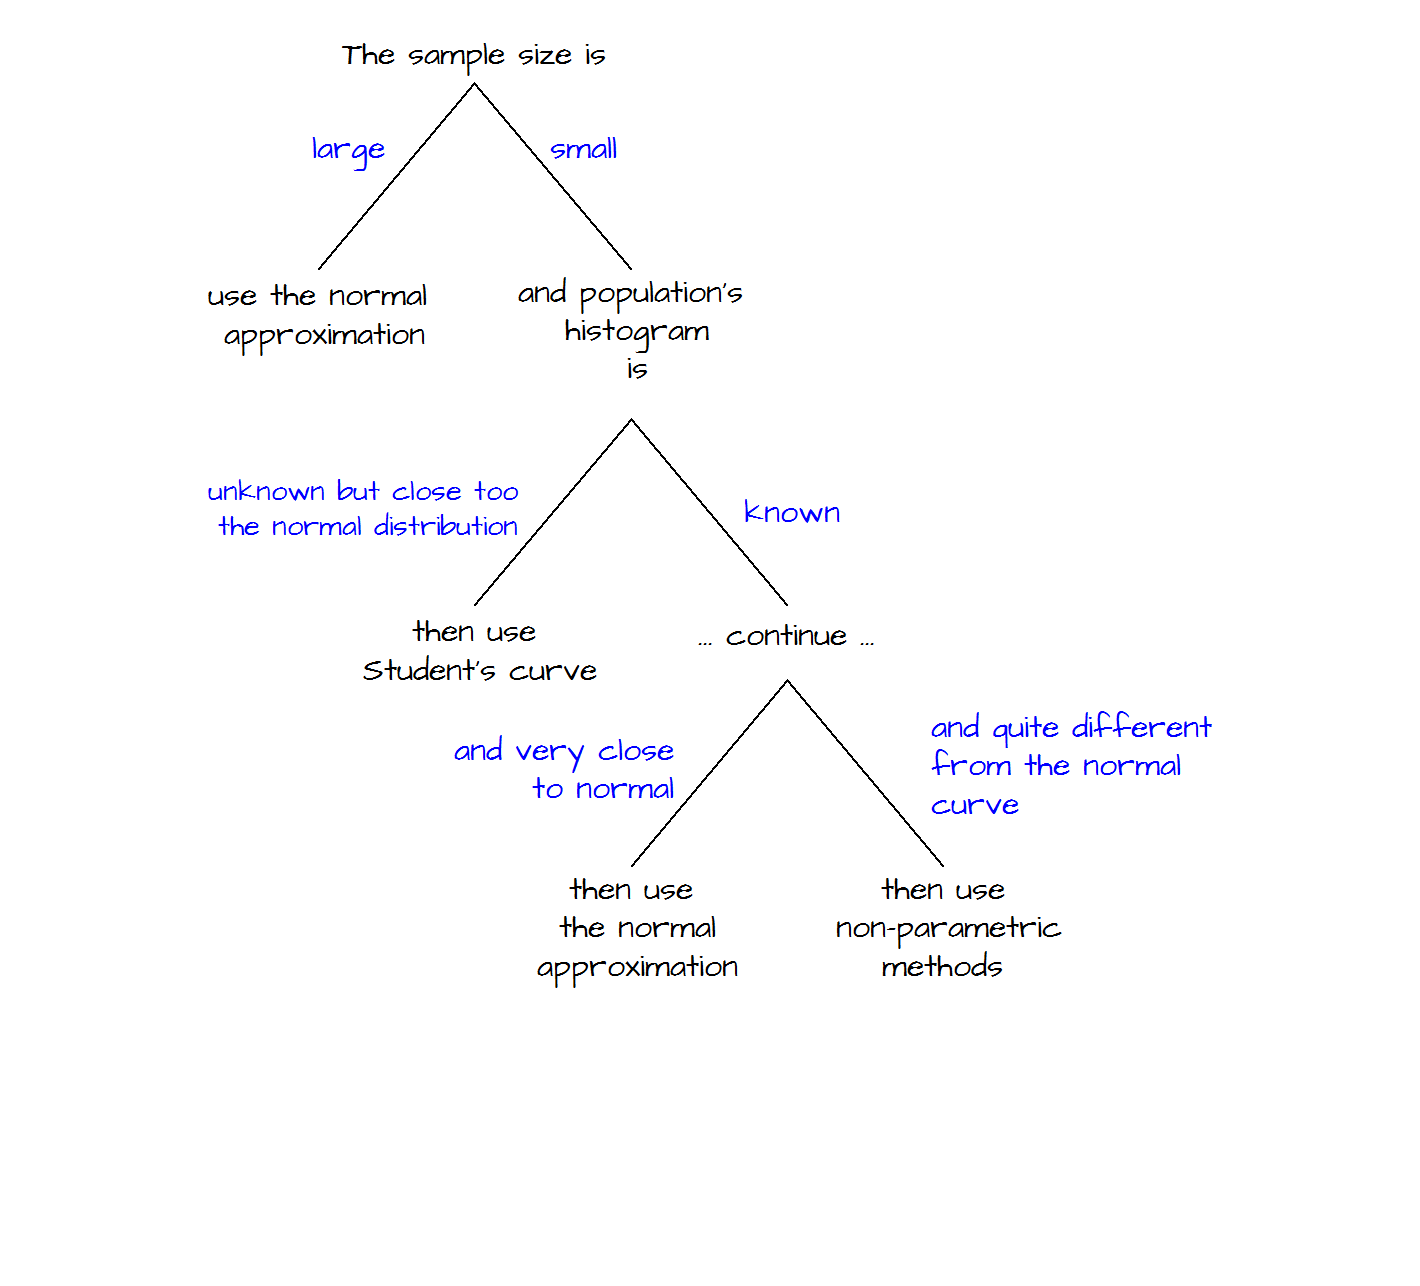 The sample size is
large
small
use the normal
approximation
and population's
histogram
is
unknown but close too
the normal distribution
known
then use
Student's curve
... continue ...
and very close
to normal
and quite different
from the normal
curve
then use
the normal
approximation
then use
non-parametric
methods